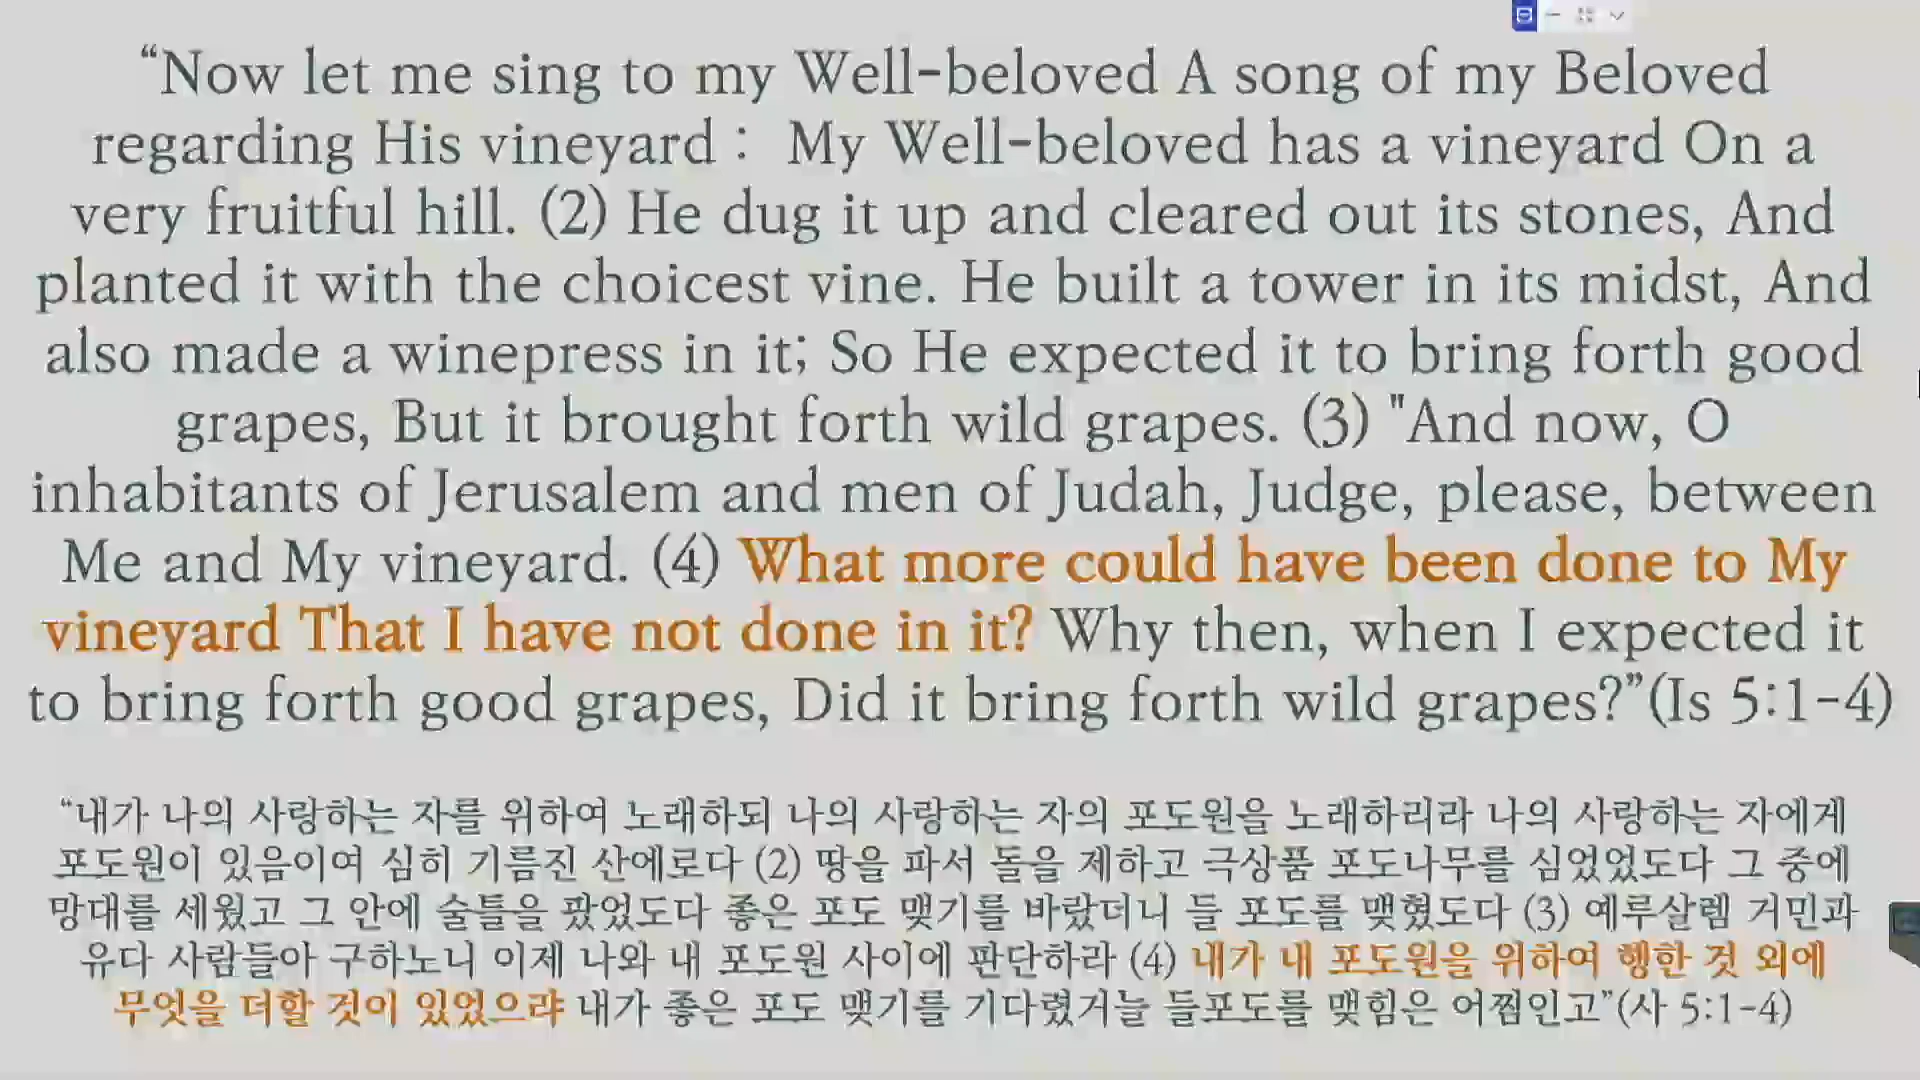 “Now let me sing to my Well-beloved A song of my Beloved
regarding His vineyard : My Well-beloved has a vineyard On a
very fruitful hill. (2) He dug it up and cleared out its stones, And
planted it with the choicest vine. He built a tower in its midst, And
also made a winepress in it; So He expected it to bring forth good
grapes, But it brought forth wild grapes. (3) "And now, O
inhabitants of Jerusalem and men of Judah, Judge, please, between
Me and My vineyard. (4) What more could have been done to My
vineyard That I have not done in it? Why then, when I expected it
to bring forth good grapes, Did it bring forth wild grapes?”(Is 5:1-4)
“내가 나의 사랑하는 자를 위하여 노래하되 나의 사랑하는 자의 포도원을 노래하리라 나의 사랑하는 자에게
포도원이 있음이여 심히 기름진 산에로다 (2) 땅을 파서 돌을 제하고 극상품 포도나무를 심었었도다 그 중에
망대를 세웠고 그 안에 술틀을 팠었도다 좋은 포도 맺기를 바랐더니 들 포도를 맺혔도다 (3) 예루살렘 거민과
유다 사람들아 구하노니 이제 나와 내 포도원 사이에 판단하라 (4) 내가 내 포도원을 위하여 행한 것 외에
무엇을 더할 것이 있었으랴 내가 좋은 포도 맺기를 기다렸거늘 들포도를 맺힘은 어찜인고”(사 5:1-4)